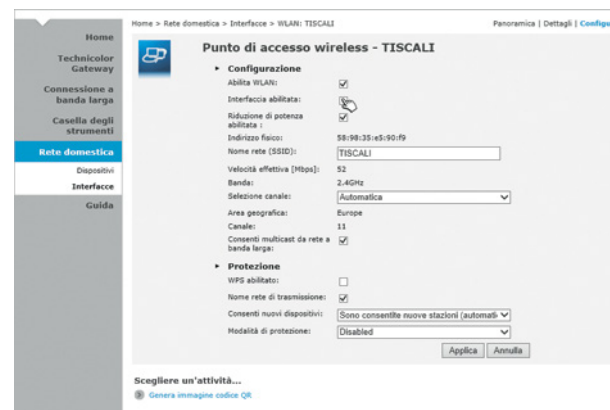 Home > Rete domestica > Interfacce > WLAN: TISCALI
Panoramica | Dettagli | Configu
Home
Technicolor
Gateway
Connessione a
banda larga
Casella degli
strumenti
Rete domestica
Dispositivi
Interfacce
Guida
Punto di accesso wireless - TISCALI
Configurazione
Abilita WLAN:
Interfaccia abilitata:
Riduzione di potenza
abilitata :
Indirizzo fisico: 58:98:35:e5:90:f9
Nome rete (SSID): TISCALI
Velocità effettiva [Mbps]: 52
Banda: 2.4GHz
Selezione canale: Automatica
Area geografica: Europe
Canale: 11
Consenti multicast da rete a
banda larga:
Protezione
WPS abilitato:
Nome rete di trasmissione:
Consenti nuovi dispositivi: Sono consentite nuove stazioni (automati
Modalità di protezione: Disabled
Applica Annulla
Scegliere un'attività...
Genera immagine codice QR